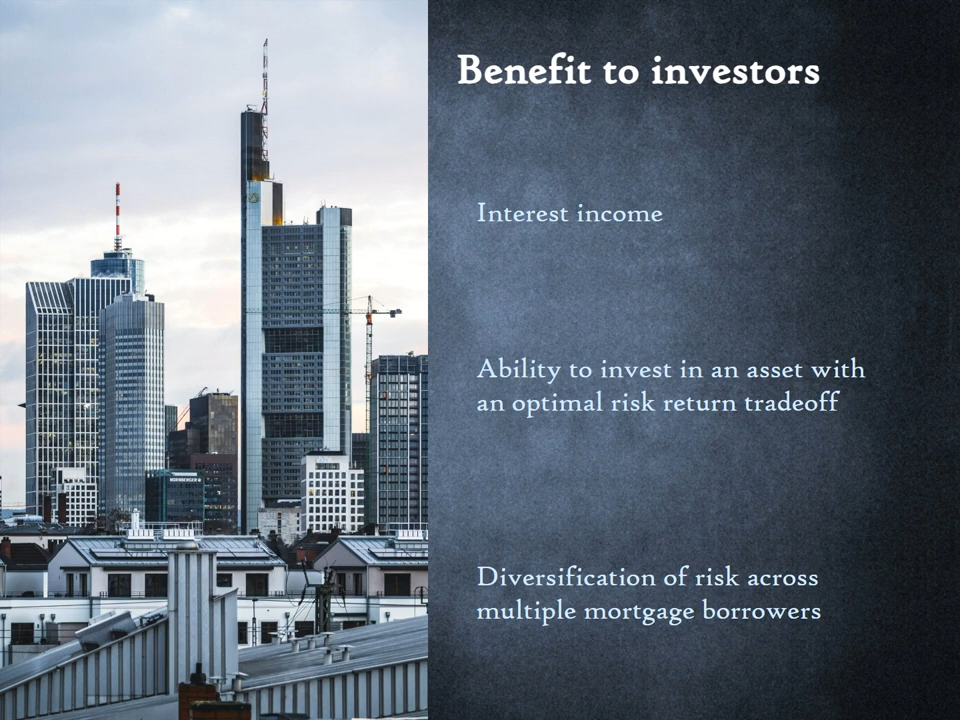 Benefit to investors
Interest income
Ability to invest in an asset with
an optimal risk return tradeoff
Diversification of risk across
multiple mortgage borrowers
NÜRNBERGER